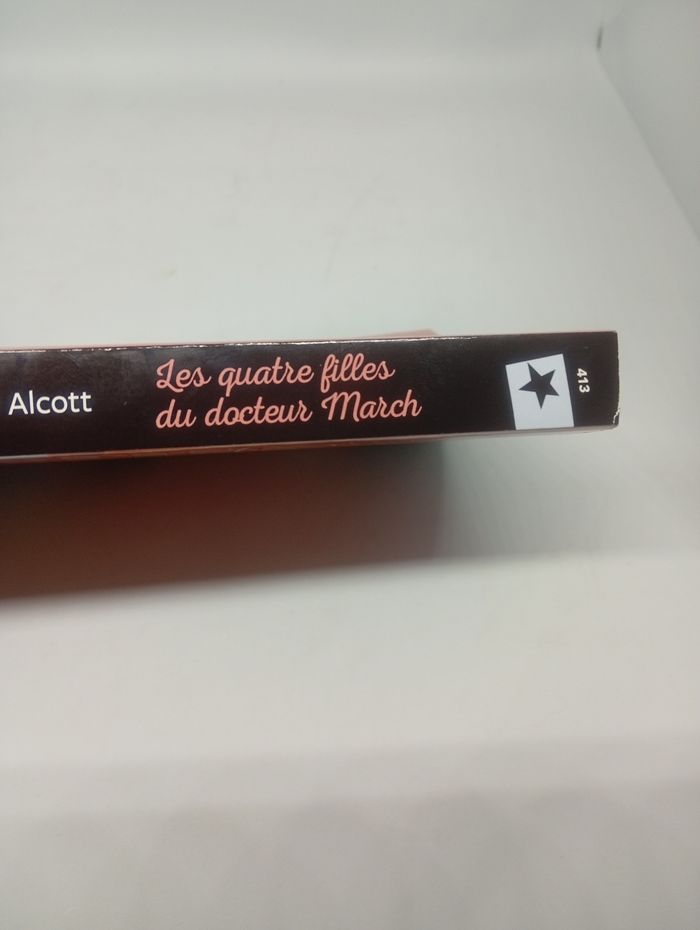 Alcott
Les quatre filles
du docteur March
413